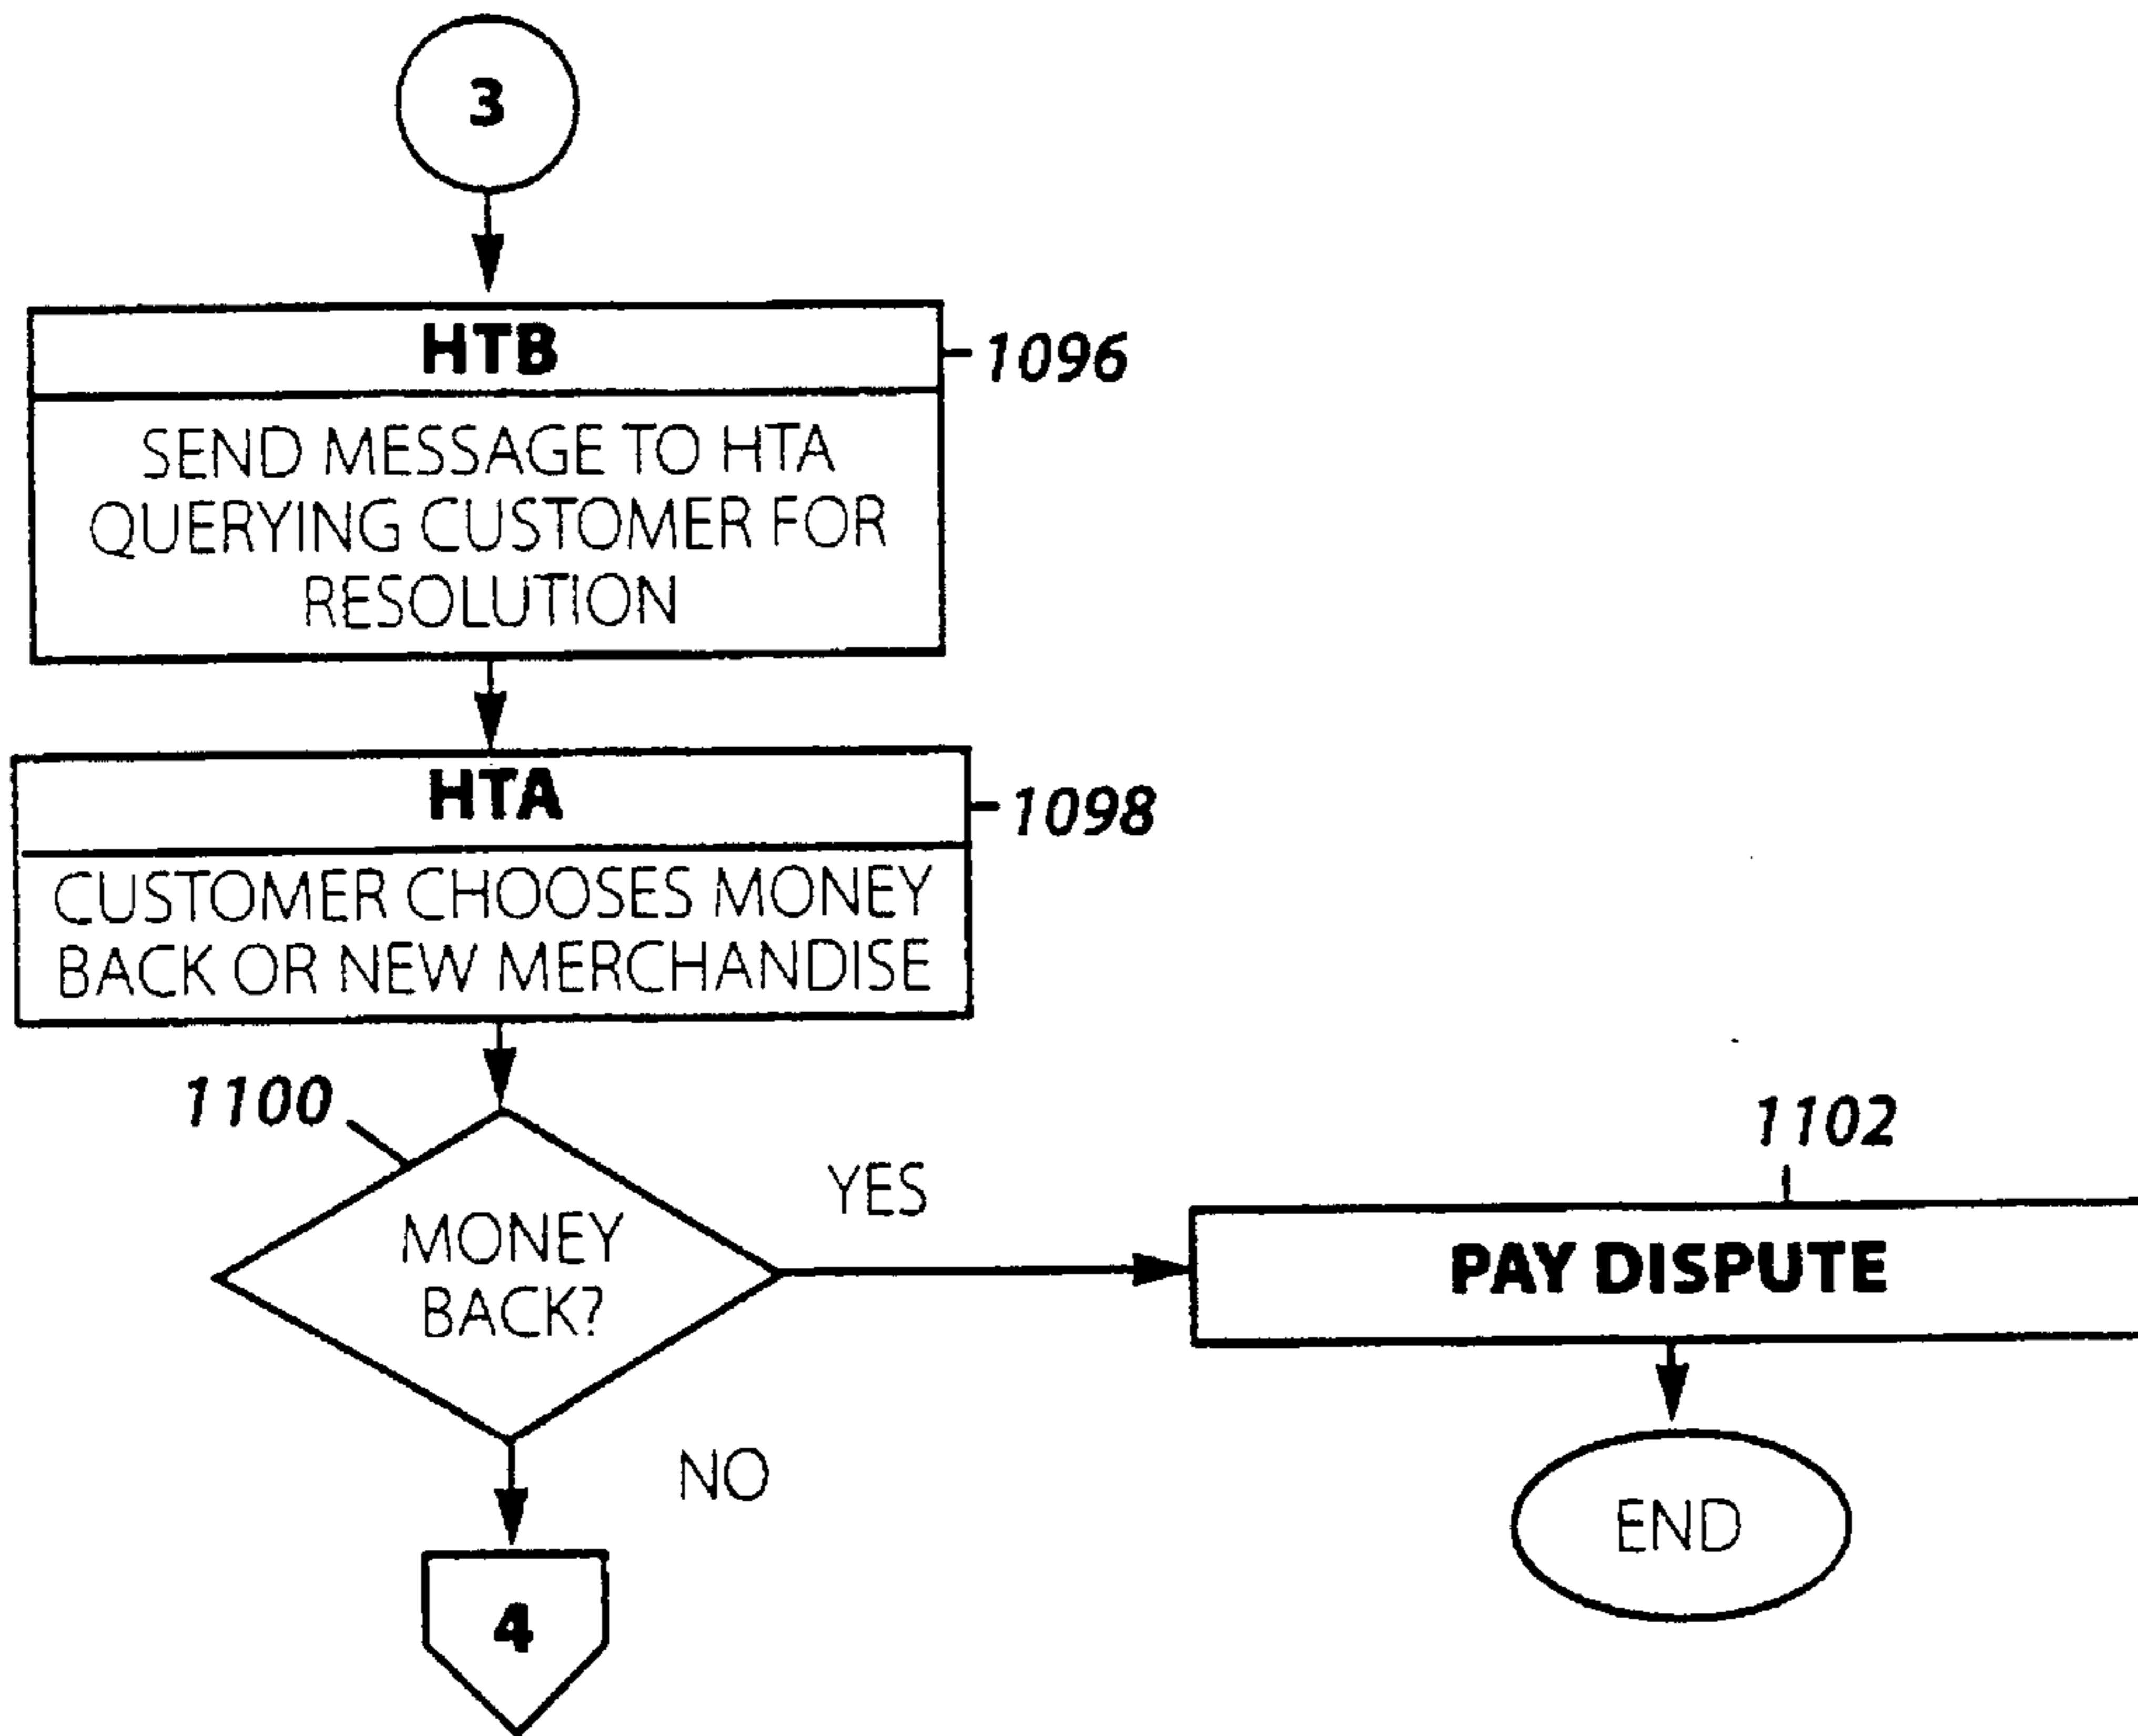 3
HTB
1096
SEND MESSAGE TO HTA
QUERYING CUSTOMER FOR
RESOLUTION
HTA
1098
CUSTOMER CHOOSES MONEY
BACK OR NEW MERCHANDISE
1100
MONEY
BACK?
YES
1102
PAY DISPUTE
NO
END
4